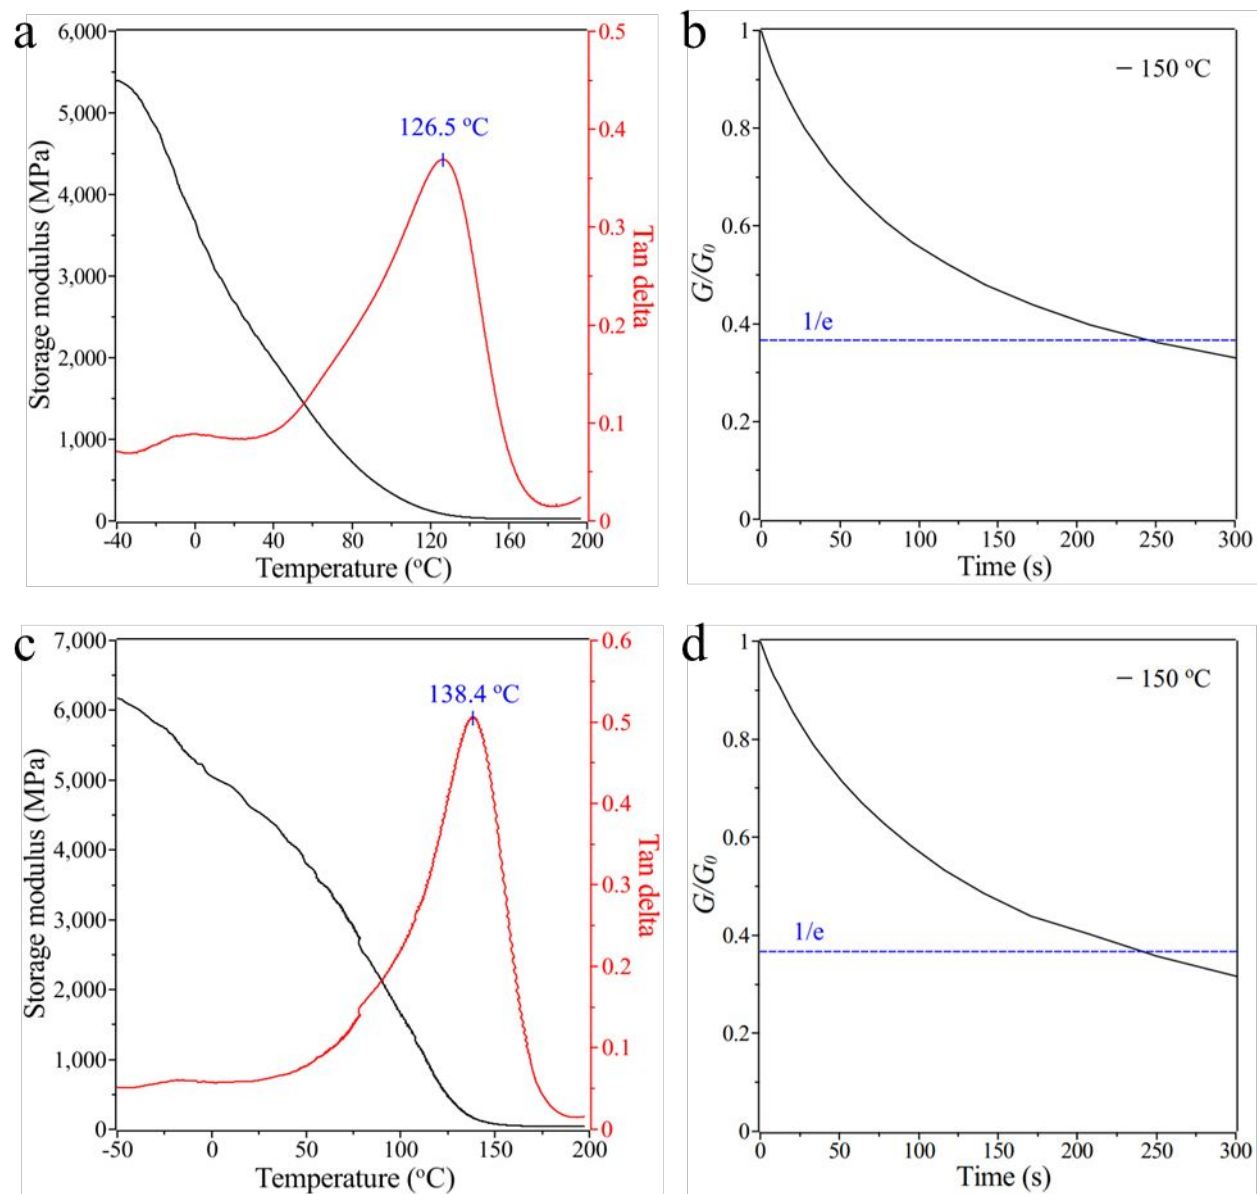 a
6,000
5,000
4,000
3,000
2,000
1,000
0
Storage modulus (MPa)
126.5 °C
0.5
0.4
0.3
0.2
0.1
0
Tan delta
-40 0 40 80 120 160 200
Temperature (°C)
b
1
0.8
0.6
0.4
0.2
0
G/G0
150 °C
1/e
0 50 100 150 200 250 300
Time (s)
c
7,000
6,000
5,000
4,000
3,000
2,000
1,000
0
Storage modulus (MPa)
138.4 °C
0.6
0.5
0.4
0.3
0.2
0.1
0
Tan delta
-50 0 50 100 150 200
Temperature (°C)
d
1
0.8
0.6
0.4
0.2
0
G/G0
150 °C
1/e
0 50 100 150 200 250 300
Time (s)